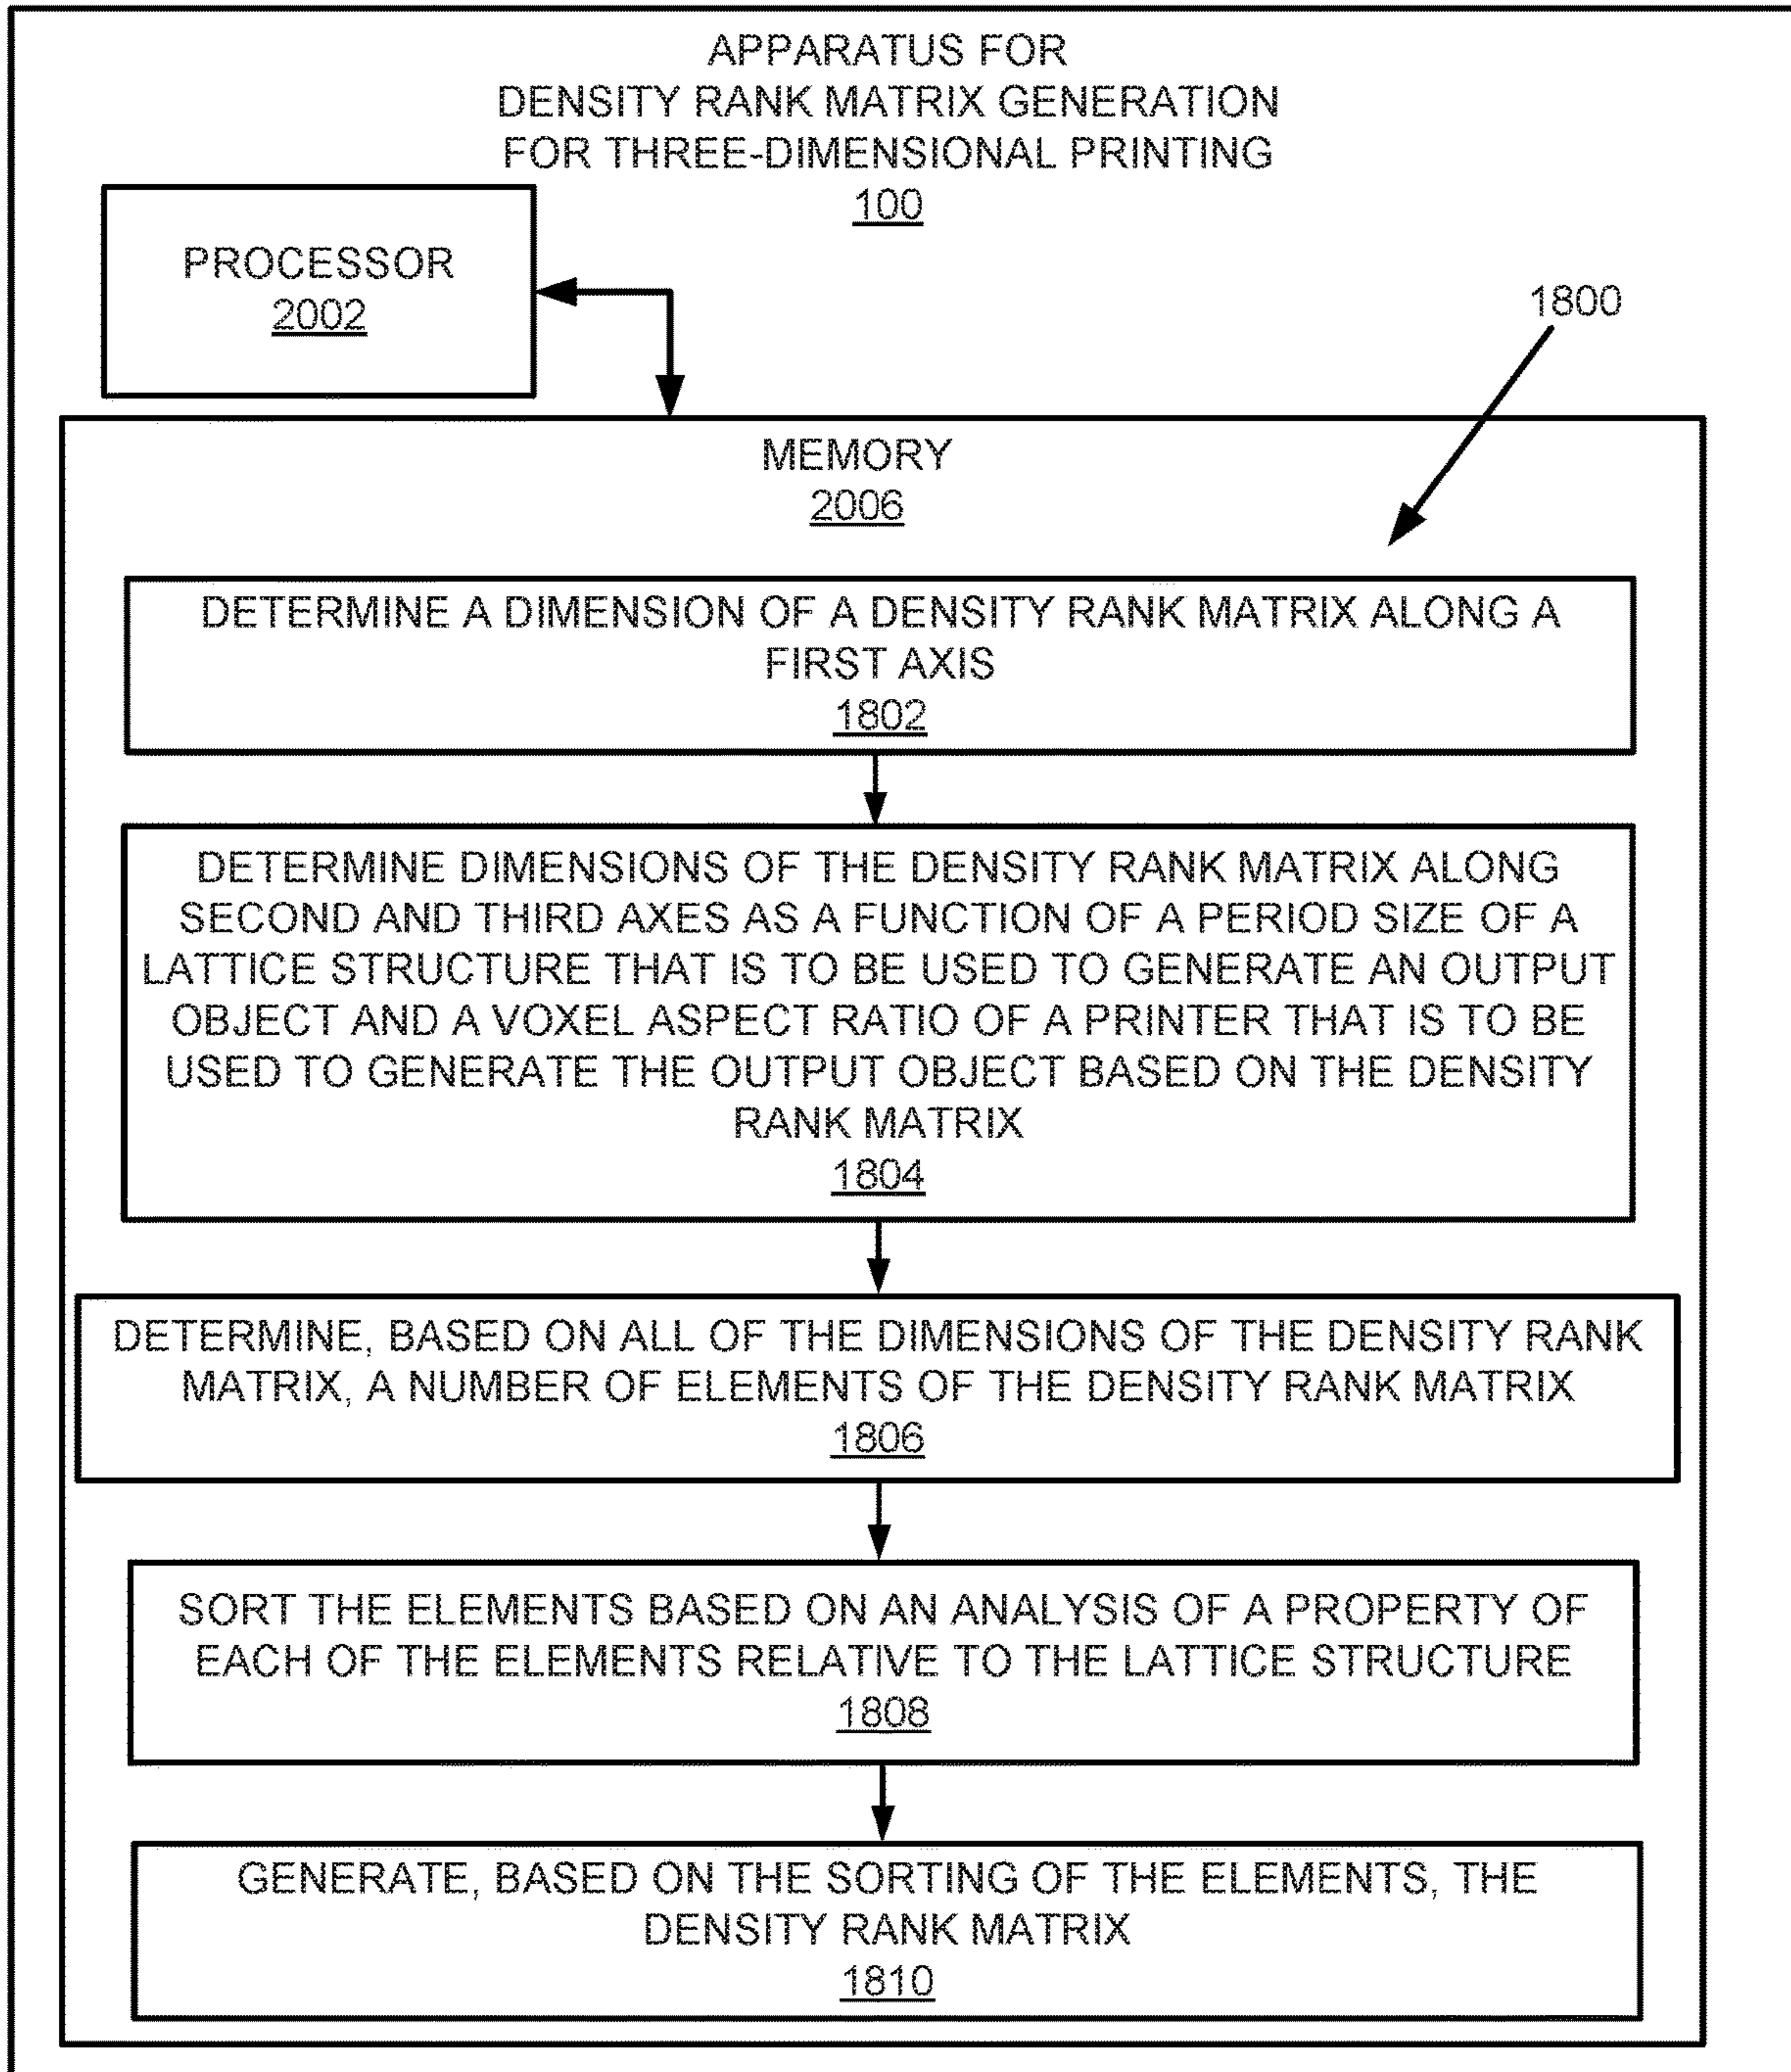 APPARATUS FOR
DENSITY RANK MATRIX GENERATION
FOR THREE-DIMENSIONAL PRINTING
100
PROCESSOR
2002
1800
MEMORY
2006
DETERMINE A DIMENSION OF A DENSITY RANK MATRIX ALONG A
FIRST AXIS
1802
DETERMINE DIMENSIONS OF THE DENSITY RANK MATRIX ALONG
SECOND AND THIRD AXES AS A FUNCTION OF A PERIOD SIZE OF A
LATTICE STRUCTURE THAT IS TO BE USED TO GENERATE AN OUTPUT
OBJECT AND A VOXEL ASPECT RATIO OF A PRINTER THAT IS TO BE
USED TO GENERATE THE OUTPUT OBJECT BASED ON THE DENSITY
RANK MATRIX
1804
DETERMINE, BASED ON ALL OF THE DIMENSIONS OF THE DENSITY RANK
MATRIX, A NUMBER OF ELEMENTS OF THE DENSITY RANK MATRIX
1806
SORT THE ELEMENTS BASED ON AN ANALYSIS OF A PROPERTY OF
EACH OF THE ELEMENTS RELATIVE TO THE LATTICE STRUCTURE
1808
GENERATE, BASED ON THE SORTING OF THE ELEMENTS, THE
DENSITY RANK MATRIX
1810